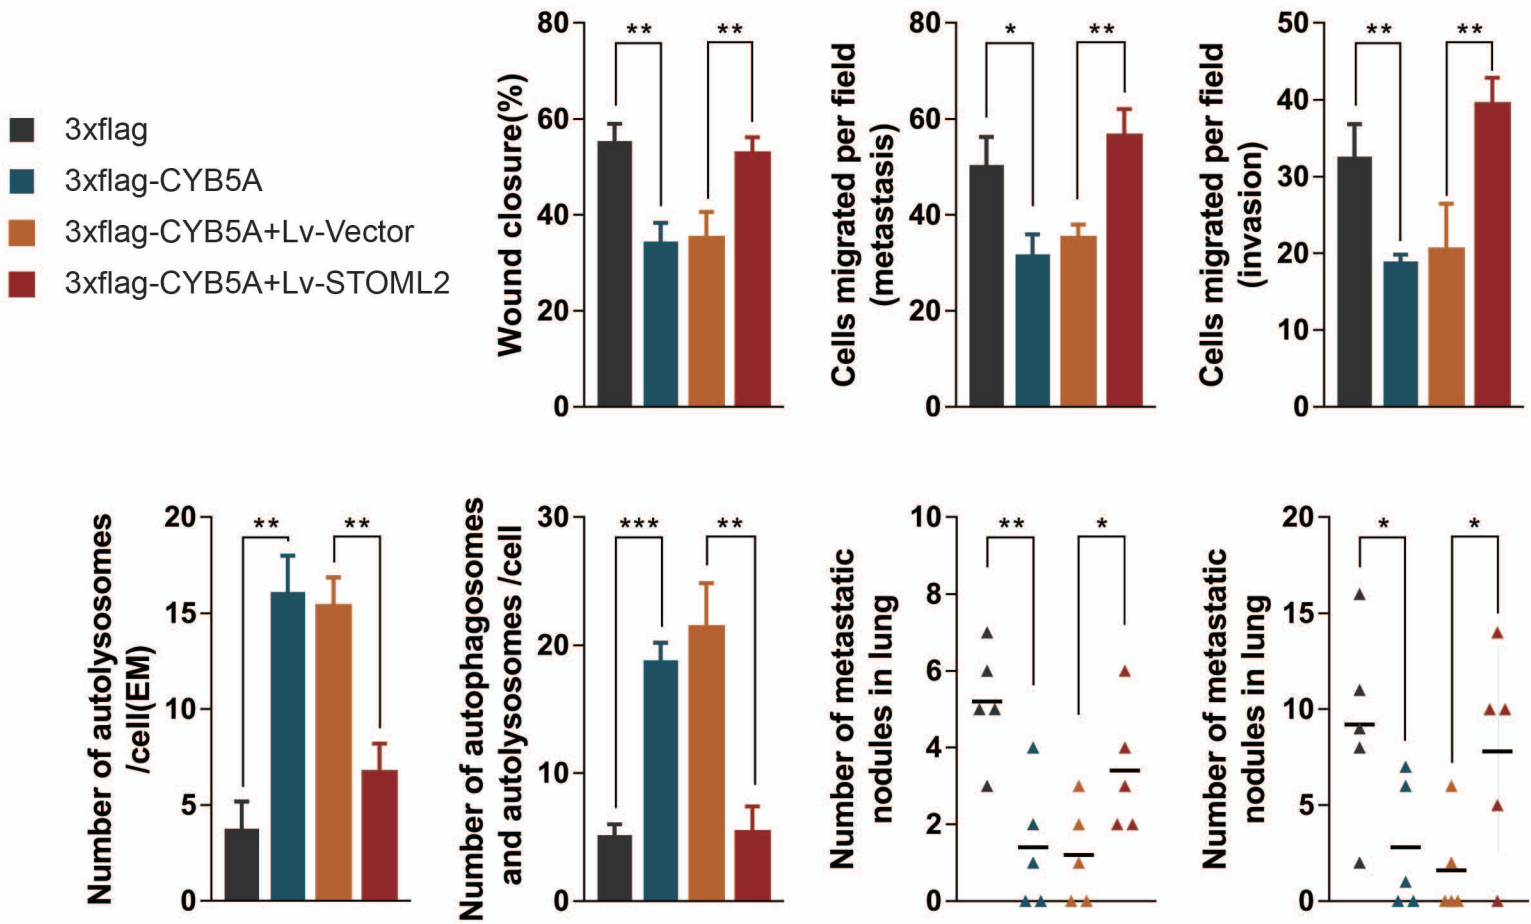 3xflag
3xflag-CYB5A
3xflag-CYB5A+Lv-Vector
3xflag-CYB5A+Lv-STOML2
Wound closure(%)
80
60
40
20
0
**
**
Cells migrated per field
(metastasis)
80
60
40
20
0
*
**
Cells migrated per field
(invasion)
50
40
30
20
10
0
**
**
Number of autolysosomes
/cell(EM)
20
15
10
5
0
**
**
Number of autophagosomes
and autolysosomes /cell
30
20
10
0
***
**
Number of metastatic
nodules in lung
10
8
6
4
2
0
**
*
Number of metastatic
nodules in lung
20
15
10
5
0
*
*